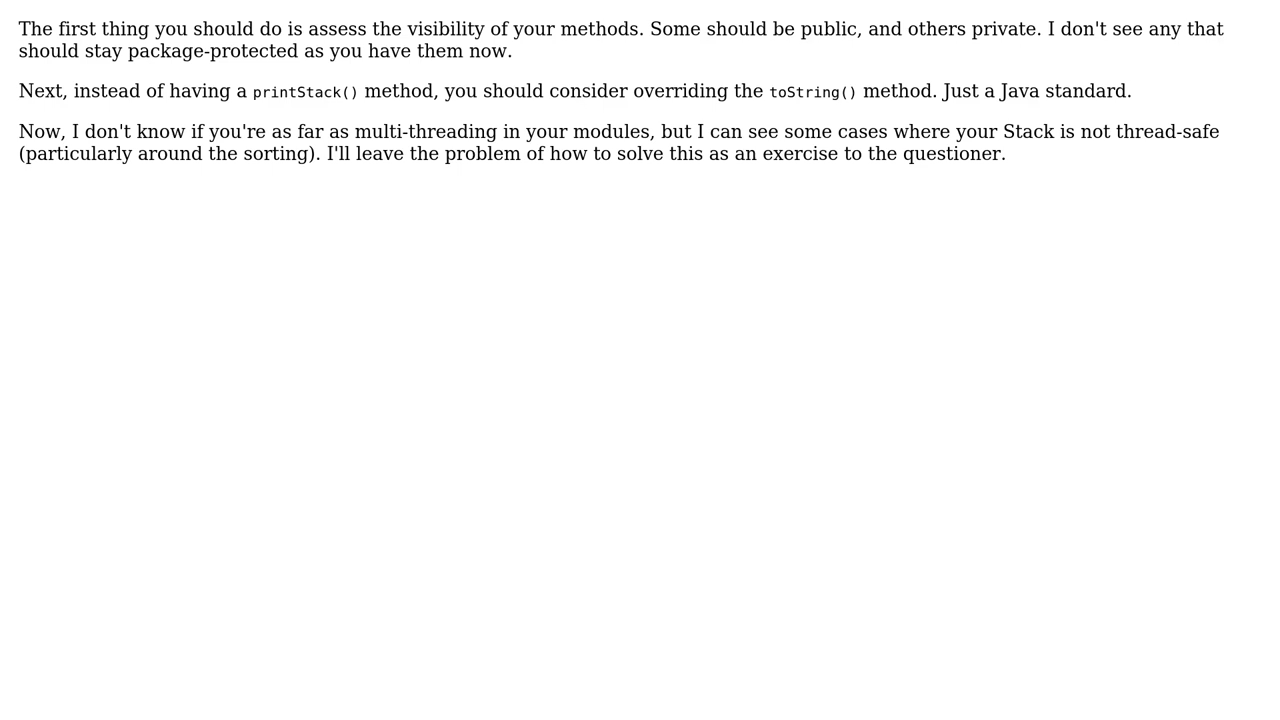 The first thing you should do is assess the visibility of your methods. Some should be public, and others private. I don't see any that
should stay package-protected as you have them now.
Next, instead of having a printStack() method, you should consider overriding the toString() method. Just a Java standard.
Now, I don't know if you're as far as multi-threading in your modules, but I can see some cases where your Stack is not thread-safe
(particularly around the sorting). I'll leave the problem of how to solve this as an exercise to the questioner.